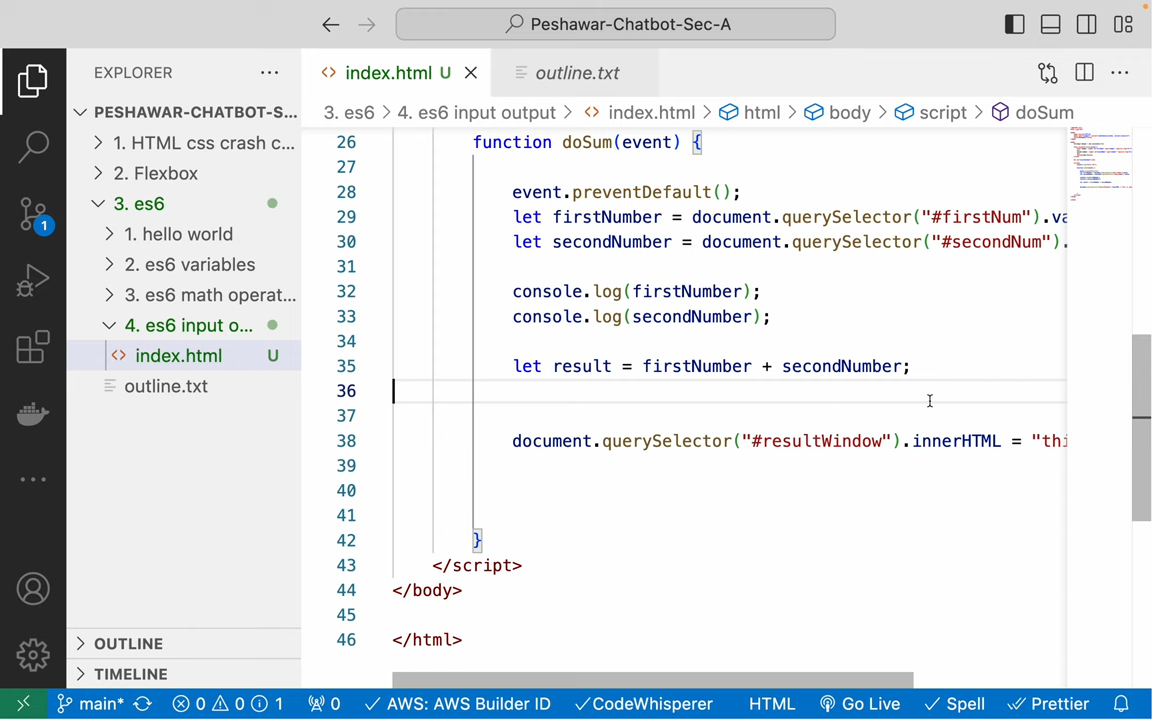 Peshawar-Chatbot-Sec-A
EXPLORER
index.html U
outline.txt
PESHAWAR-CHATBOT-S...
3. es6 > 4. es6 input output > index.html > html > body > script > doSum
1. HTML css crash c...
2. Flexbox
3. es6
1. hello world
2. es6 variables
3. es6 math operat...
4. es6 input o...
index.html U
outline.txt
1
26 function doSum(event) {
27
28 event.preventDefault();
29 let firstNumber = document.querySelector("#firstNum").va
30 let secondNumber = document.querySelector("#secondNum").
31
32 console.log(firstNumber);
33 console.log(secondNumber);
34
35 let result = firstNumber + secondNumber;
36
37
38 document.querySelector("#resultWindow").innerHTML = "thi
39
40
41
42 }
43 </script>
44 </body>
45
46 </html>
OUTLINE
TIMELINE
main* 0 0 1 0 AWS: AWS Builder ID CodeWhisperer HTML Go Live Spell Prettier